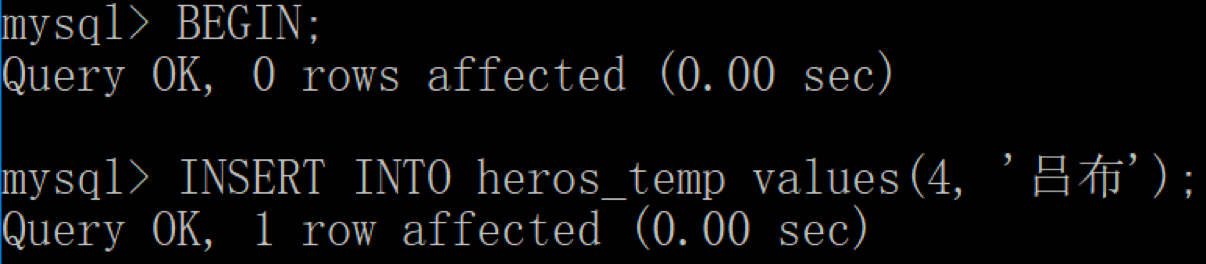 mysql> BEGIN;
Query OK, 0 rows affected (0.00 sec)
mysql> INSERT INTO heros_temp values(4, '吕布');
Query OK, 1 row affected (0.00 sec)